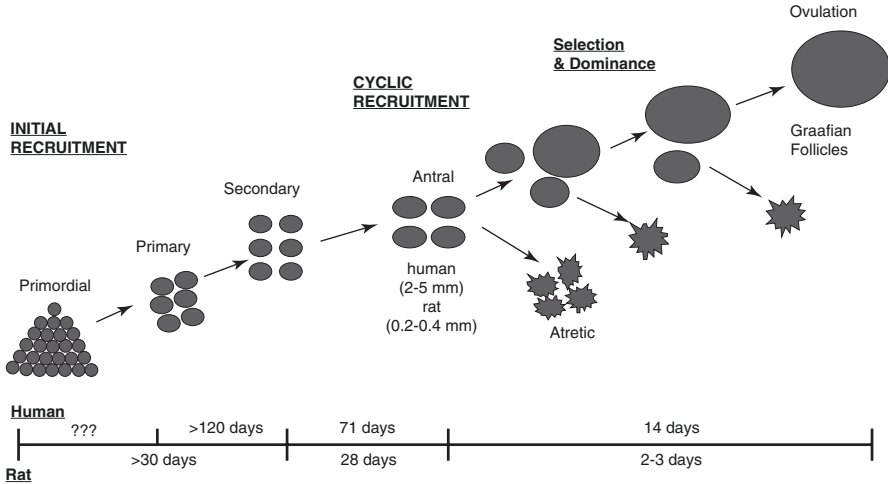 Ovulation
Selection
& Dominance
CYCLIC
RECRUITMENT
INITIAL
RECRUITMENT
Graafian
Follicles
Antral
Secondary
Primary
Primordial
human
(2-5 mm)
rat
(0.2-0.4 mm)
Atretic
Human
??? >120 days 71 days 14 days
>30 days 28 days 2-3 days
Rat